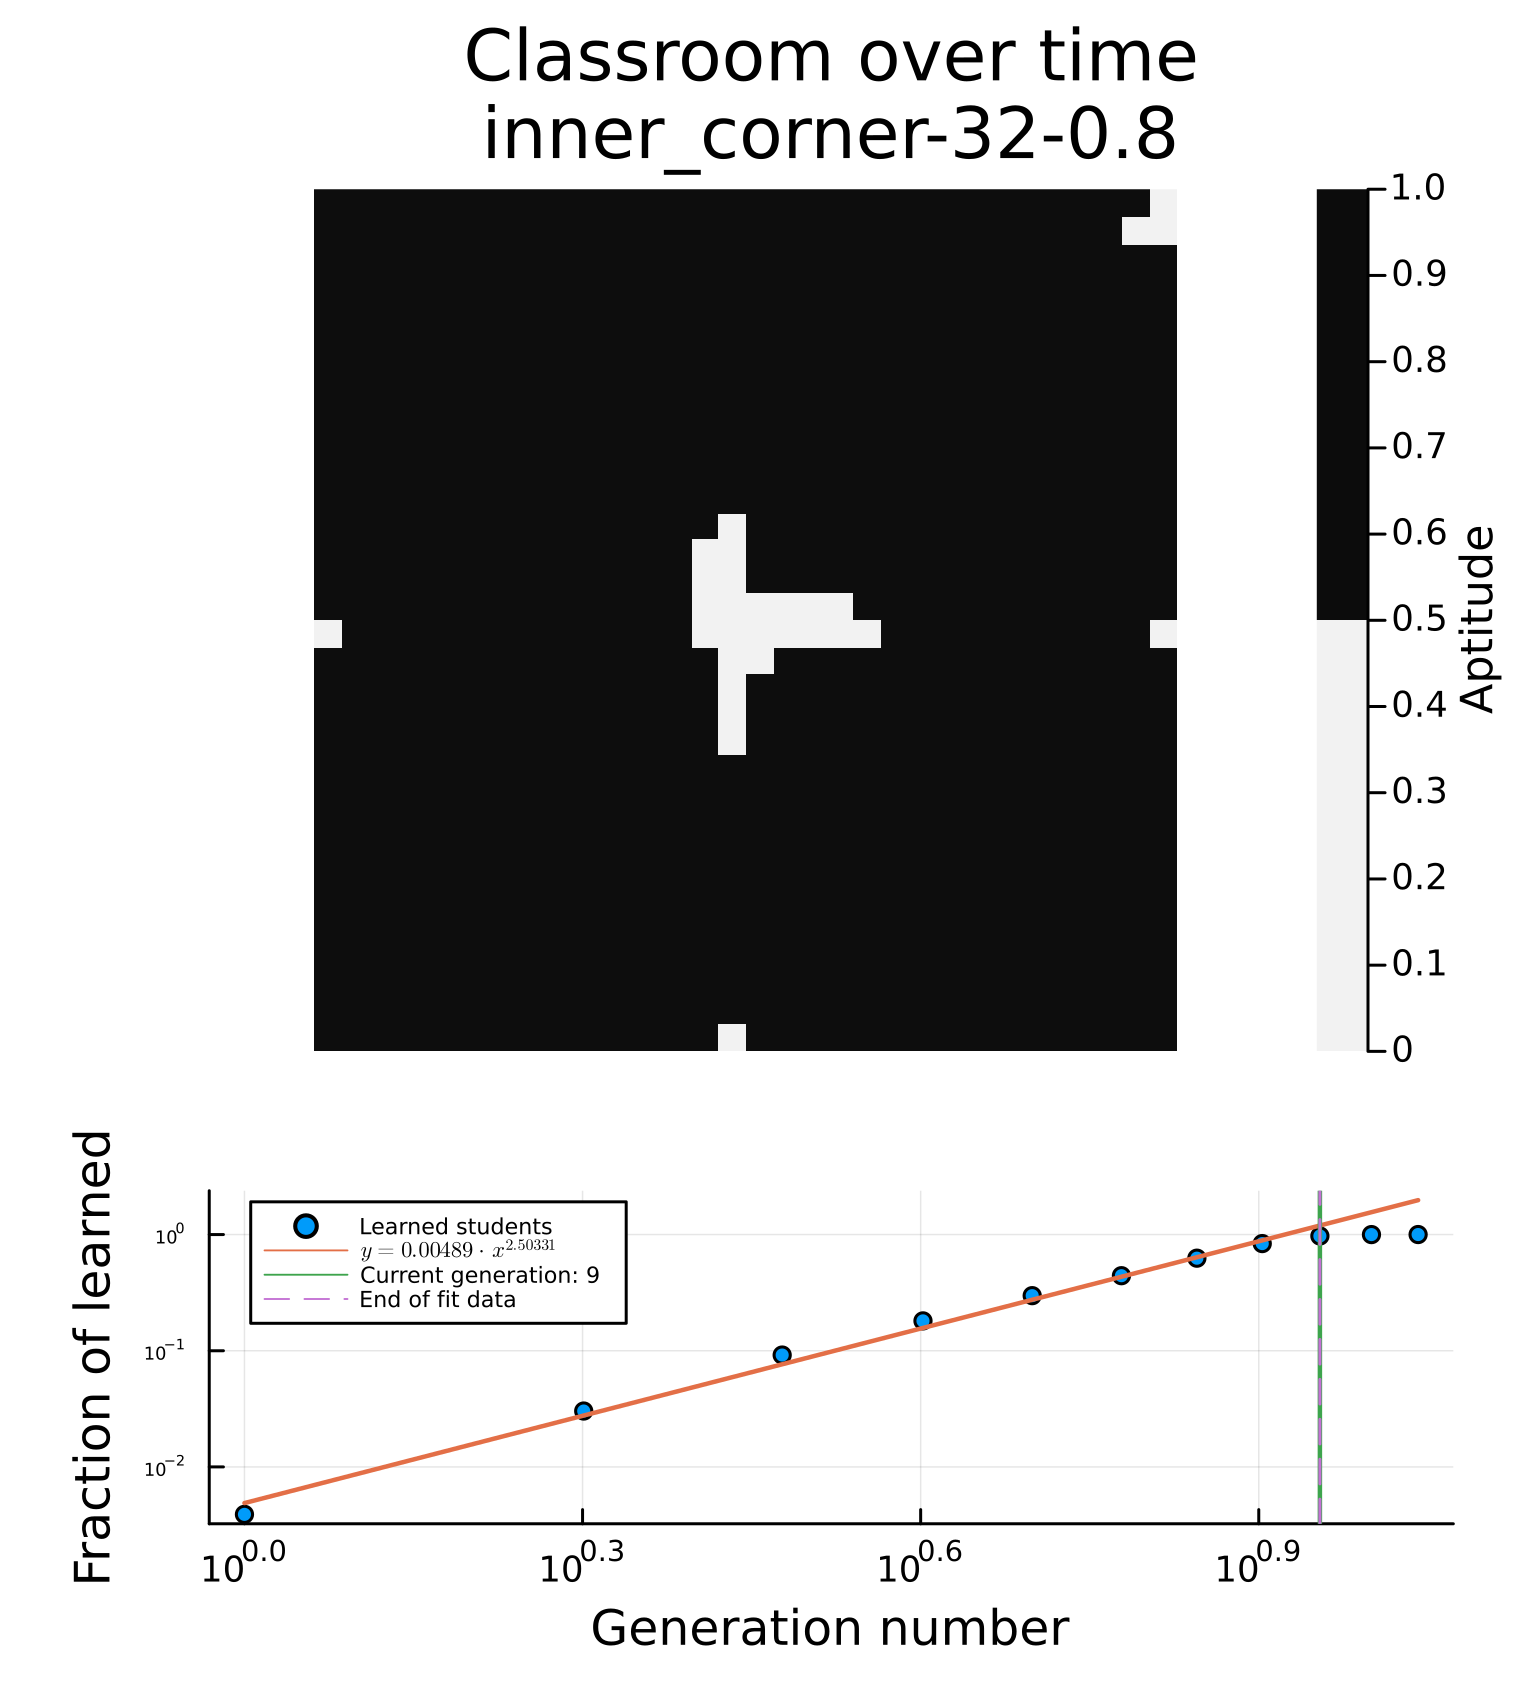 Classroom over time
inner_corner-32-0.8
1.0
0.9
0.8
0.7
0.6
0.5
0.4
0.3
0.2
0.1
0
Aptitude
Fraction of learned
10⁰
10⁻¹
10⁻²
Learned students
y = 0.00489 · x^2.50331
Current generation: 9
End of fit data
10^0.0
10^0.3
10^0.6
10^0.9
Generation number